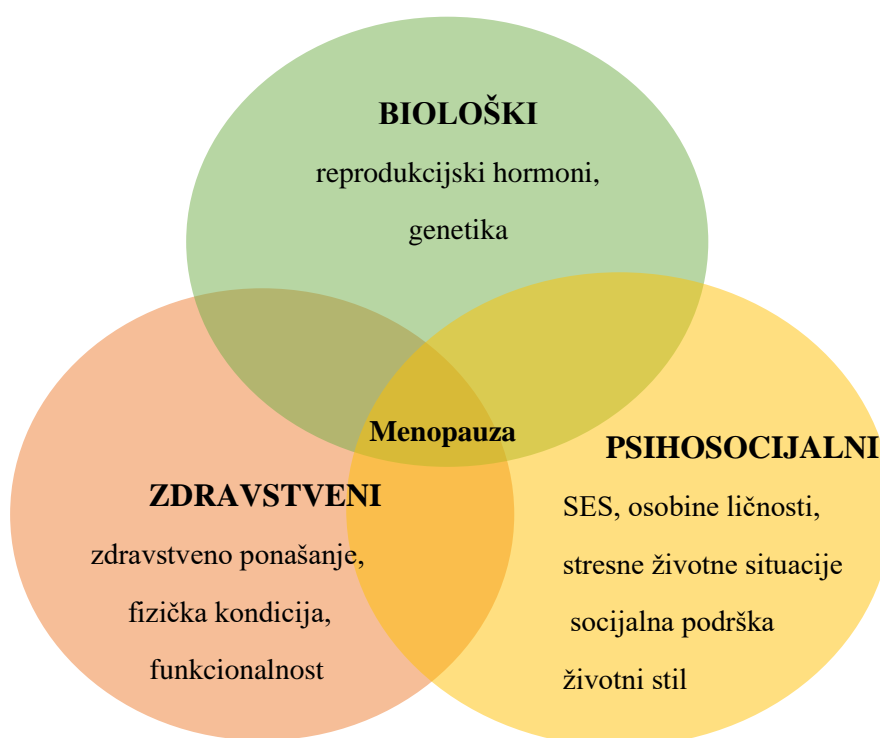 BIOLOŠKI
reprodukcijski hormoni,
genetika
Menopauza
ZDRAVSTVENI
zdravstveno ponašanje,
fizička kondicija,
funkcionalnost
PSIHOSOCIJALNI
SES, osobine ličnosti,
stresne životne situacije
socijalna podrška
životni stil